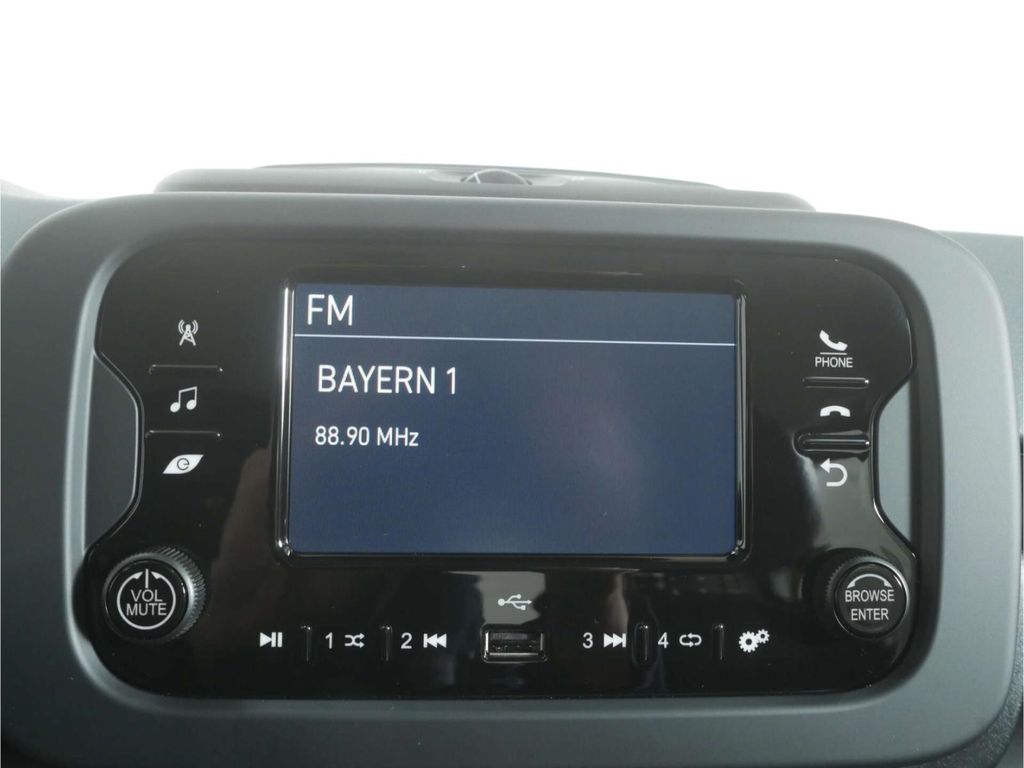 FM
BAYERN 1
88.90 MHz
PHONE
VOL
MUTE
BROWSE
ENTER
1
2
3
4